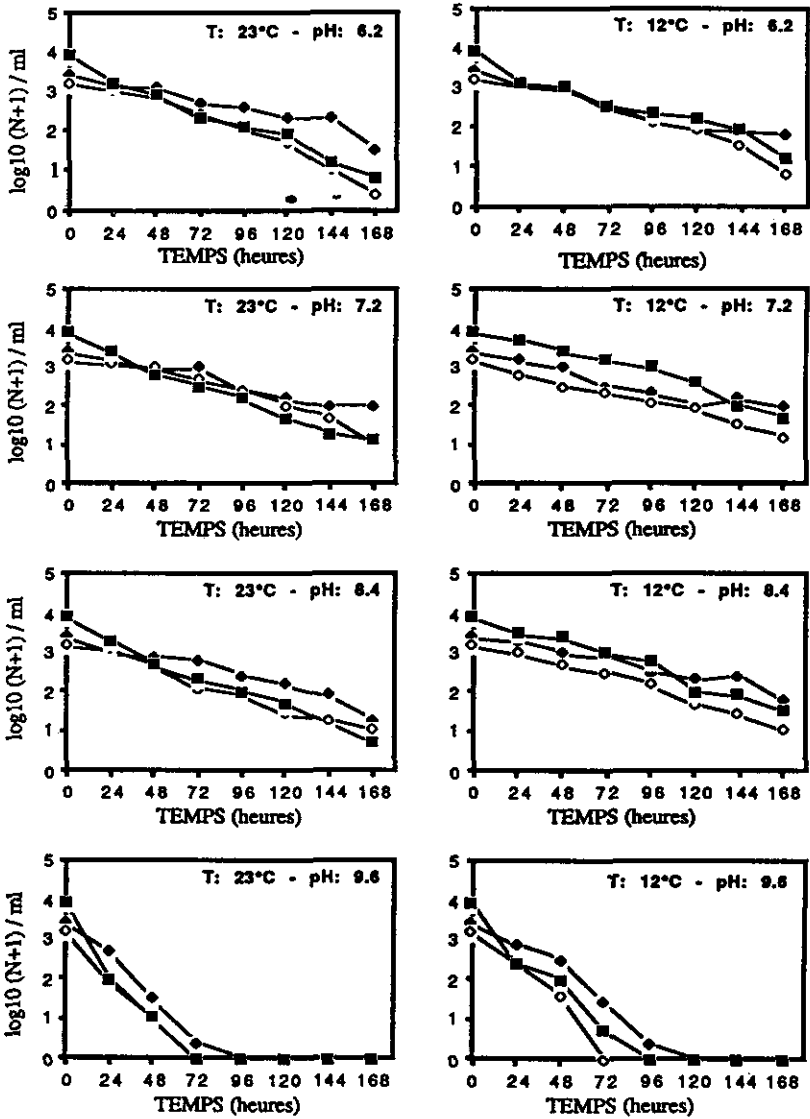 T: 23°C - pH: 6.2
log10 (N+1) / ml
5
4
3
2
1
0
0 24 48 72 96 120 144 168
TEMPS (heures)
T: 12°C - pH: 6.2
5
4
3
2
1
0
0 24 48 72 96 120 144 168
TEMPS (heures)
T: 23°C - pH: 7.2
log10 (N+1) / ml
5
4
3
2
1
0
0 24 48 72 96 120 144 168
TEMPS (heures)
T: 12°C - pH: 7.2
5
4
3
2
1
0
0 24 48 72 96 120 144 168
TEMPS (heures)
T: 23°C - pH: 8.4
log10 (N+1) / ml
5
4
3
2
1
0
0 24 48 72 96 120 144 168
TEMPS (heures)
T: 12°C - pH: 8.4
5
4
3
2
1
0
0 24 48 72 96 120 144 168
TEMPS (heures)
T: 23°C - pH: 9.6
log10 (N+1) / ml
5
4
3
2
1
0
0 24 48 72 96 120 144 168
TEMPS (heures)
T: 12°C - pH: 9.6
5
4
3
2
1
0
0 24 48 72 96 120 144 168
TEMPS (heures)